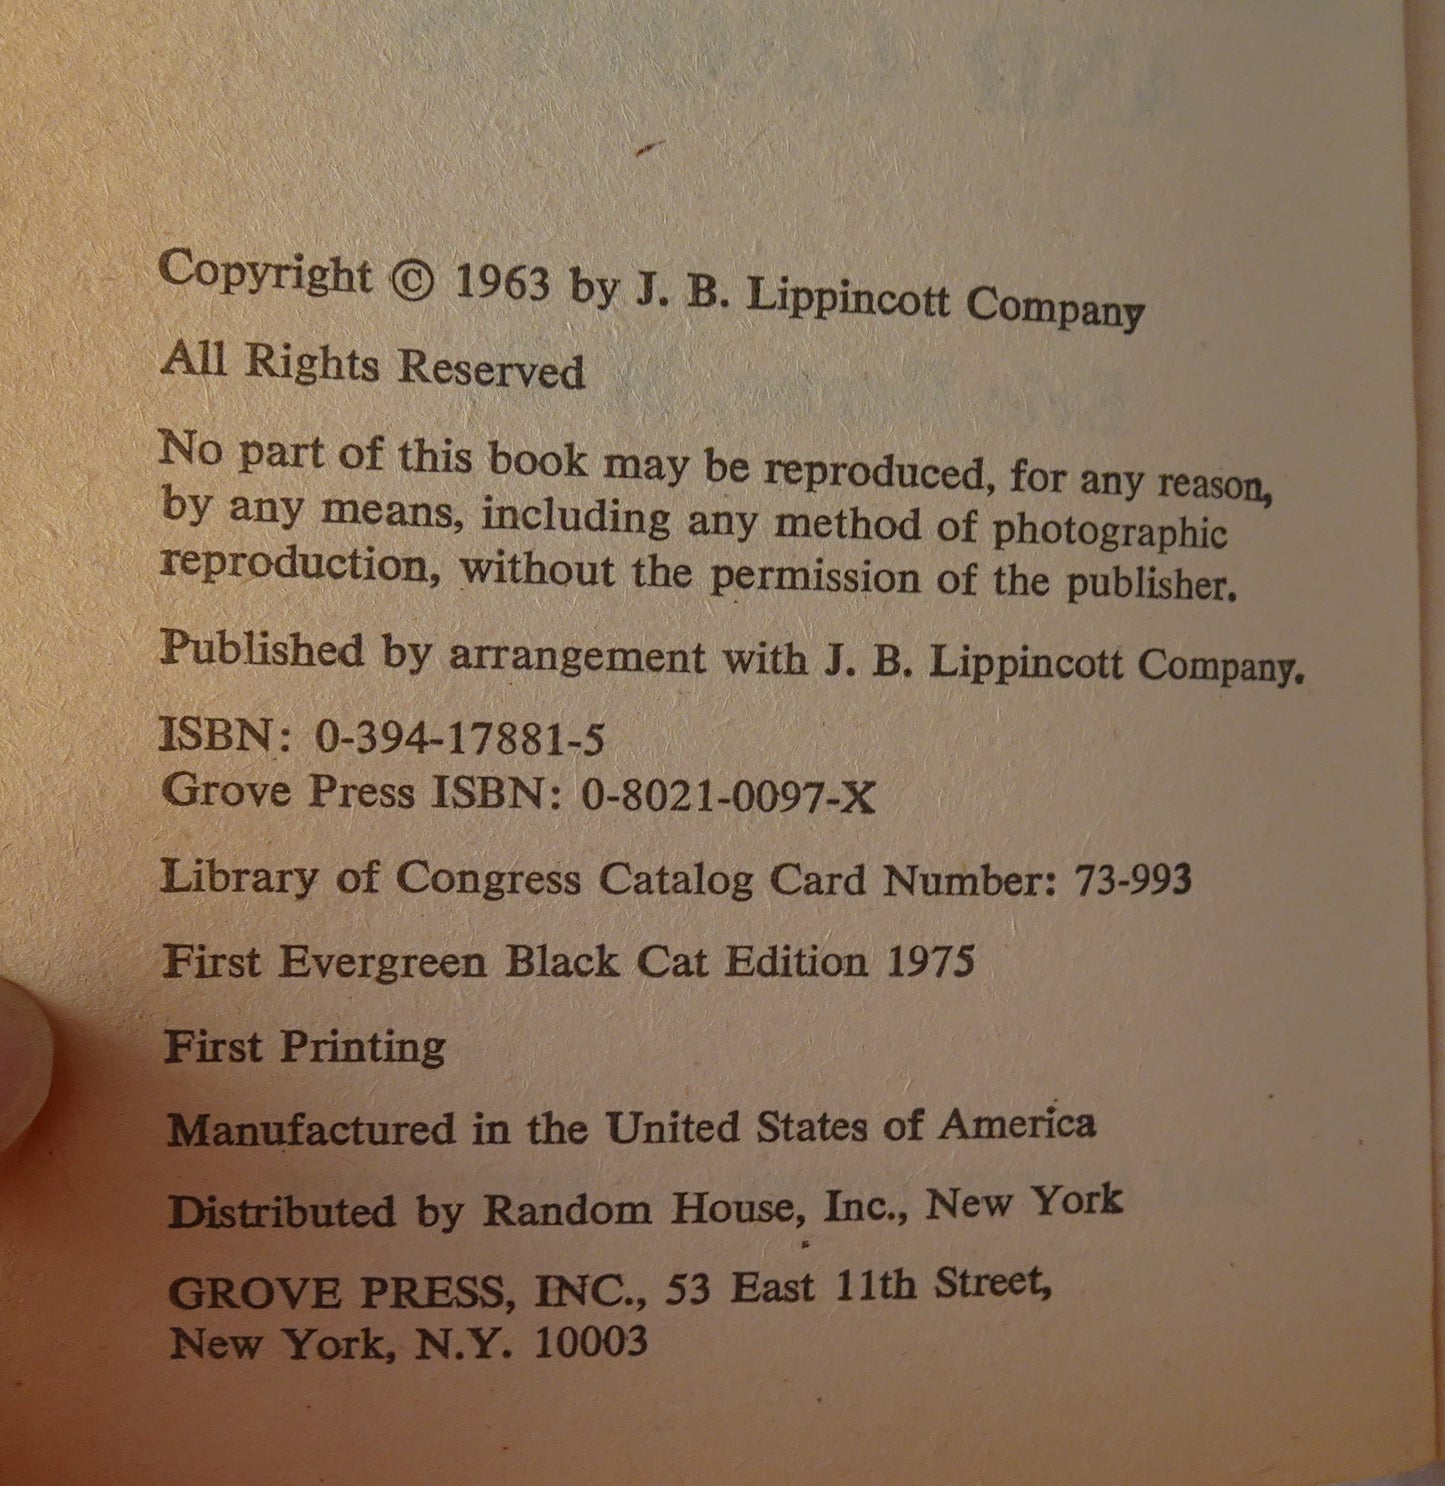 Copyright © 1963 by J. B. Lippincott Company
All Rights Reserved
No part of this book may be reproduced, for any reason,
by any means, including any method of photographic
reproduction, without the permission of the publisher.
Published by arrangement with J. B. Lippincott Company.
ISBN: 0-394-17881-5
Grove Press ISBN: 0-8021-0097-X
Library of Congress Catalog Card Number: 73-993
First Evergreen Black Cat Edition 1975
First Printing
Manufactured in the United States of America
Distributed by Random House, Inc., New York
GROVE PRESS, INC., 53 East 11th Street,
New York, N.Y. 10003